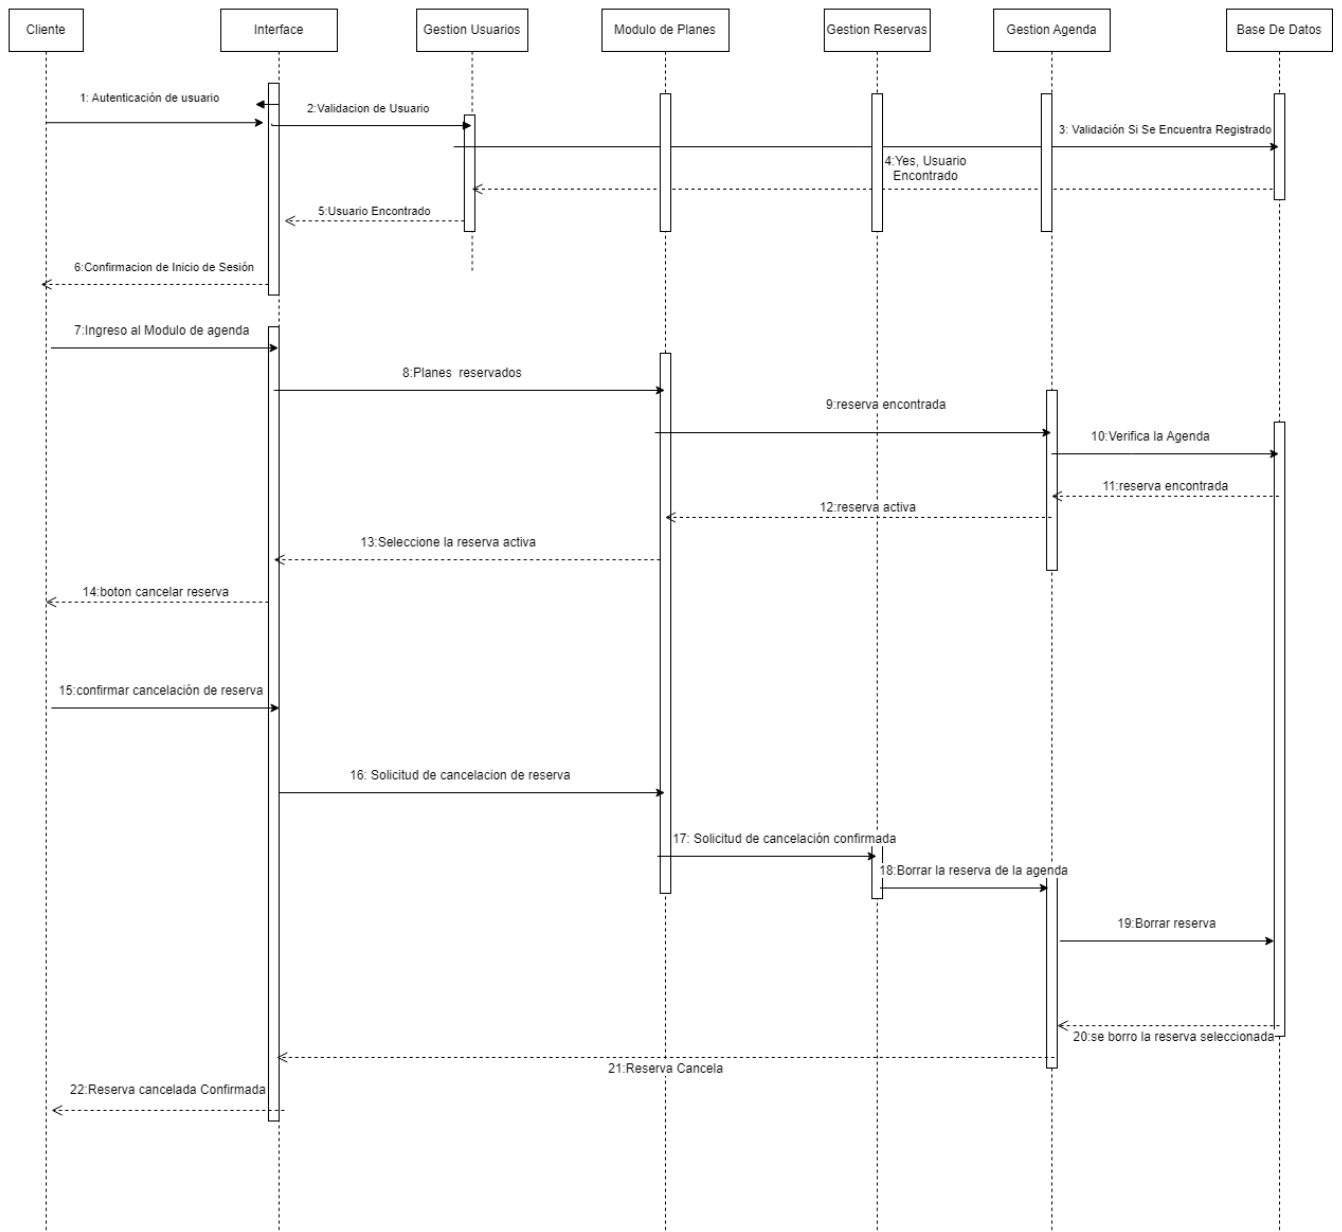 Cliente
Interface
Gestion Usuarios
Modulo de Planes
Gestion Reservas
Gestion Agenda
Base De Datos
1: Autenticación de usuario
2:Validacion de Usuario
3: Validación Si Se Encuentra Registrado
4:Yes, Usuario
Encontrado
5:Usuario Encontrado
6:Confirmacion de Inicio de Sesión
7:Ingreso al Modulo de agenda
8:Planes reservados
9:reserva encontrada
10:Verifica la Agenda
11:reserva encontrada
12:reserva activa
13:Seleccione la reserva activa
14:boton cancelar reserva
15:confirmar cancelación de reserva
16: Solicitud de cancelacion de reserva
17: Solicitud de cancelación confirmada
18:Borrar la reserva de la agenda
19:Borrar reserva
20:se borro la reserva seleccionada
21:Reserva Cancela
22:Reserva cancelada Confirmada